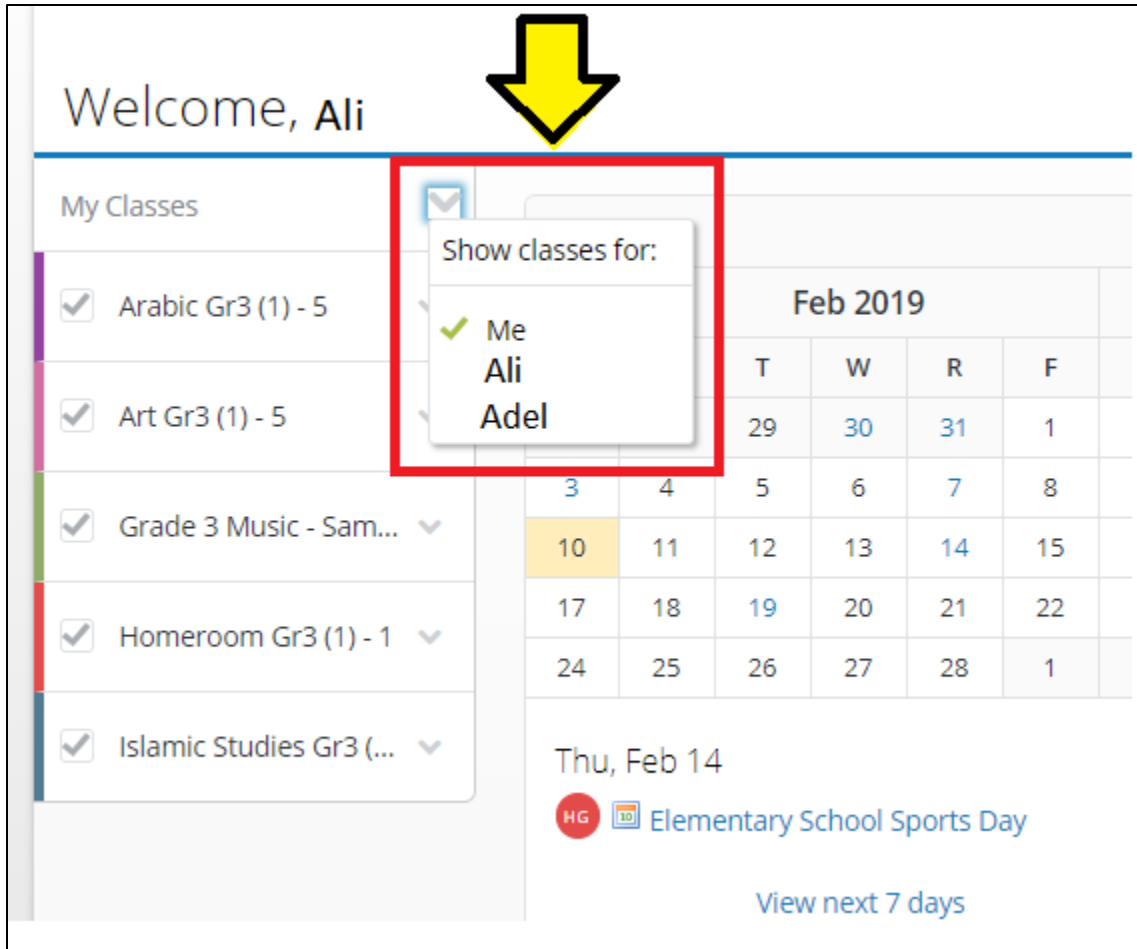 Welcome, Ali
My Classes
Show classes for:
Me
Ali
Adel
Arabic Gr3 (1) - 5
Art Gr3 (1) - 5
Grade 3 Music - Sam...
Homeroom Gr3 (1) - 1
Islamic Studies Gr3 (...
Feb 2019
T W R F
29 30 31 1
3 4 5 6 7 8
10 11 12 13 14 15
17 18 19 20 21 22
24 25 26 27 28 1
Thu, Feb 14
HG 10 Elementary School Sports Day
View next 7 days